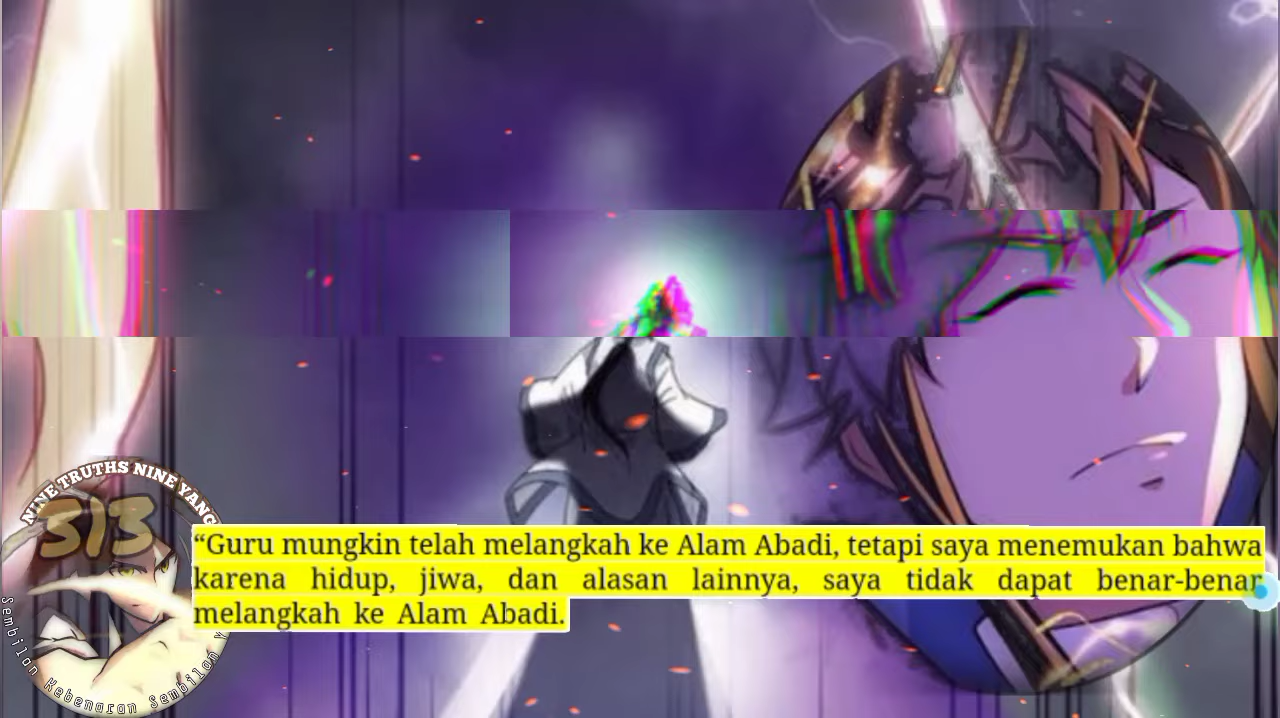 NINE TRUTHS NINE YANG
313
“Guru mungkin telah melangkah ke Alam Abadi, tetapi saya menemukan bahwa
karena hidup, jiwa, dan alasan lainnya, saya tidak dapat benar-benar
melangkah ke Alam Abadi.
Sembilan Kebenaran Sembilan Y